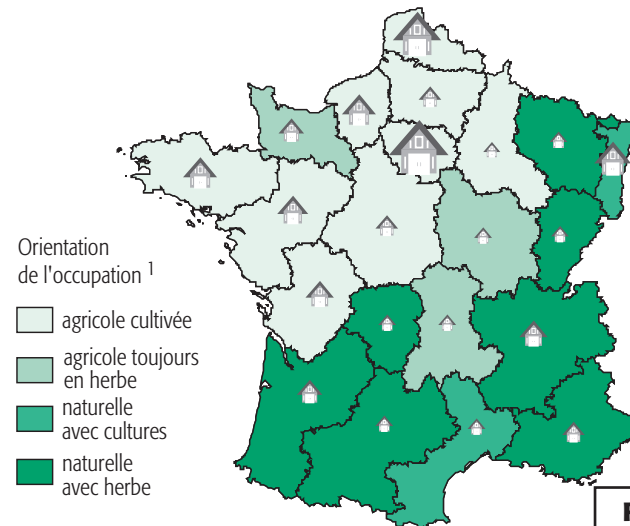 Orientation
de l'occupation 1
agricole cultivée
agricole toujours
en herbe
naturelle
avec cultures
naturelle
avec herbe